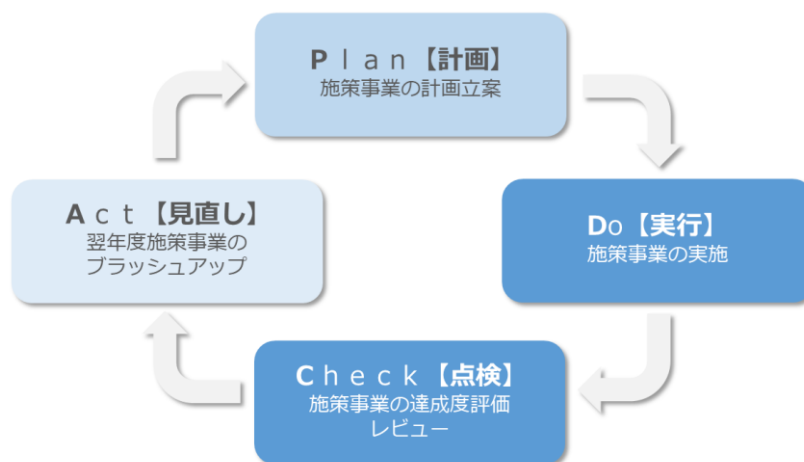 Ｐｌａｎ【計画】
施策事業の計画立案
Ｄo【実行】
施策事業の実施
Ｃｈｅｃｋ【点検】
施策事業の達成度評価
レビュー
Ａｃｔ【見直し】
翌年度施策事業の
ブラッシュアップ